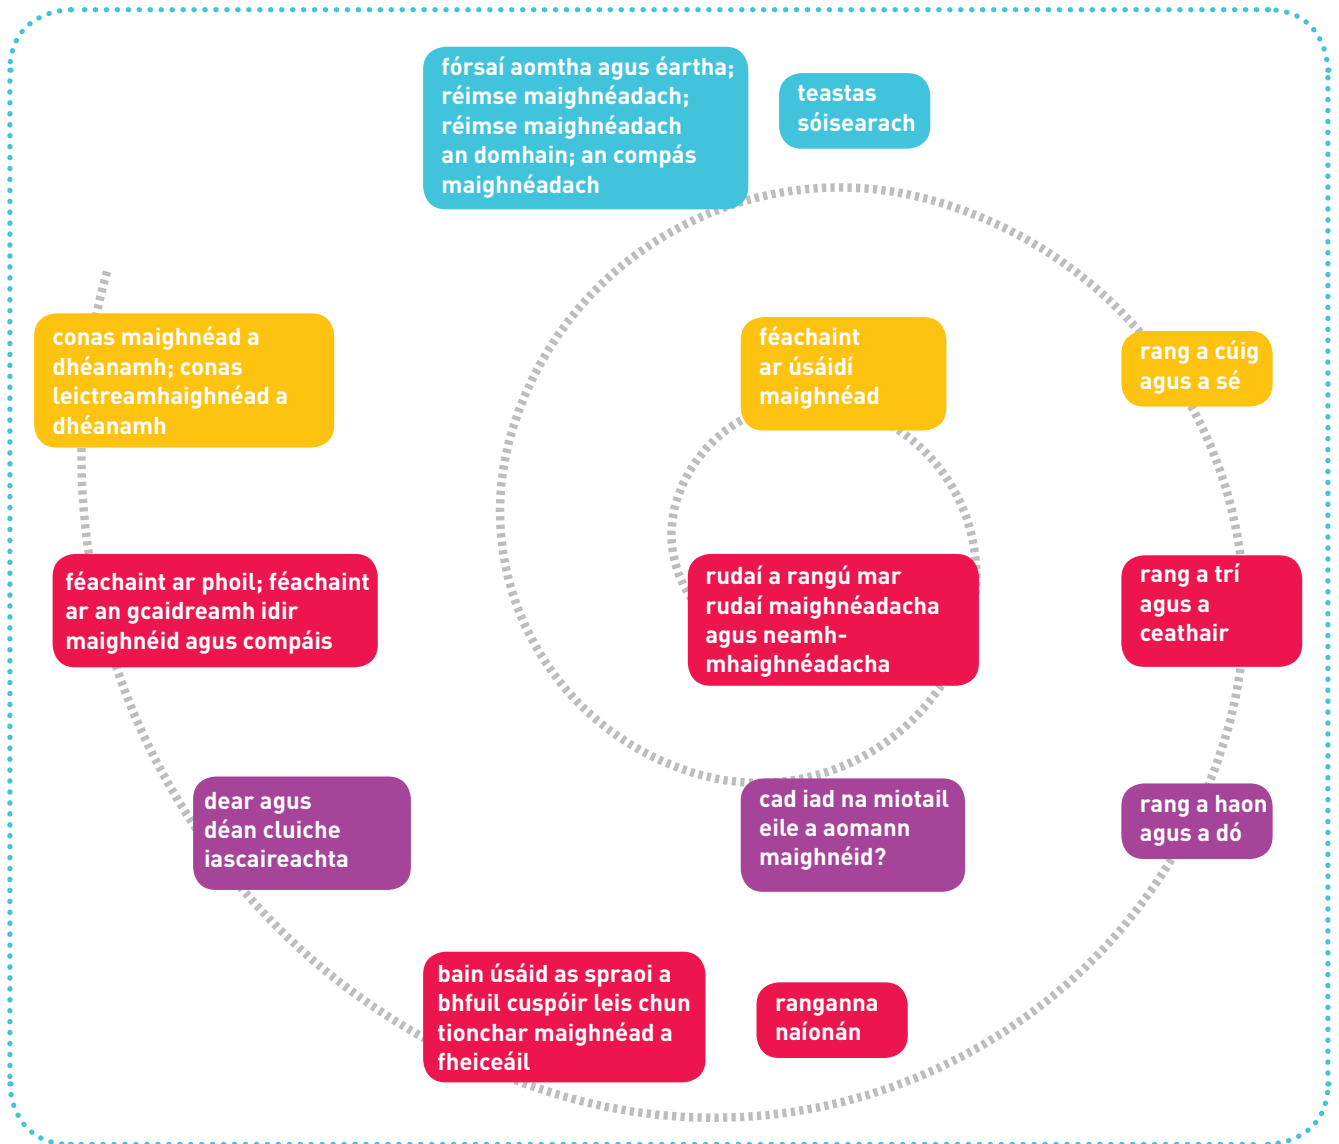 fórsaí aomtha agus éartha;
réimse maighnéadach;
réimse maighnéadach
an domhain; an compás
maighnéadach
teastas
sóisearach
conas maighnéad a
dhéanamh; conas
leictreamhaighnéad a
dhéanamh
féachaint
ar úsáidí
maighnéad
rang a cúig
agus a sé
féachaint ar phoil; féachaint
ar an gcaidreamh idir
maighnéid agus compáis
rudaí a rangú mar
rudaí maighnéadacha
agus neamh-
mhaighnéadacha
rang a trí
agus a
ceathair
dear agus
déan cluiche
iascaireachta
cad iad na miotail
eile a aomann
maighnéid?
rang a haon
agus a dó
bain úsáid as spraoi a
bhfuil cuspóir leis chun
tionchar maighnéad a
fheiceáil
ranganna
naíonán